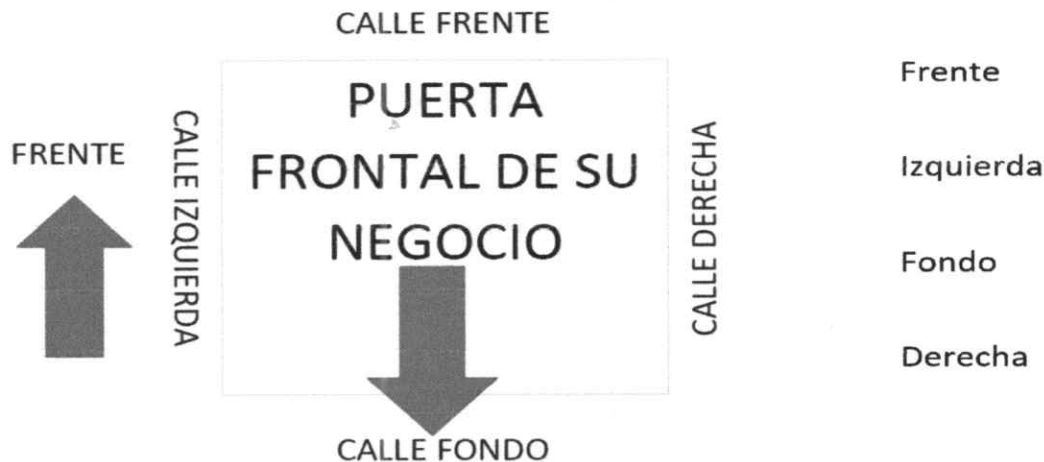 CALLE FRENTE
PUERTA
FRONTAL DE SU
NEGOCIO
FRENTE
CALLE IZQUIERDA
CALLE DERECHA
CALLE FONDO
Frente
Izquierda
Fondo
Derecha